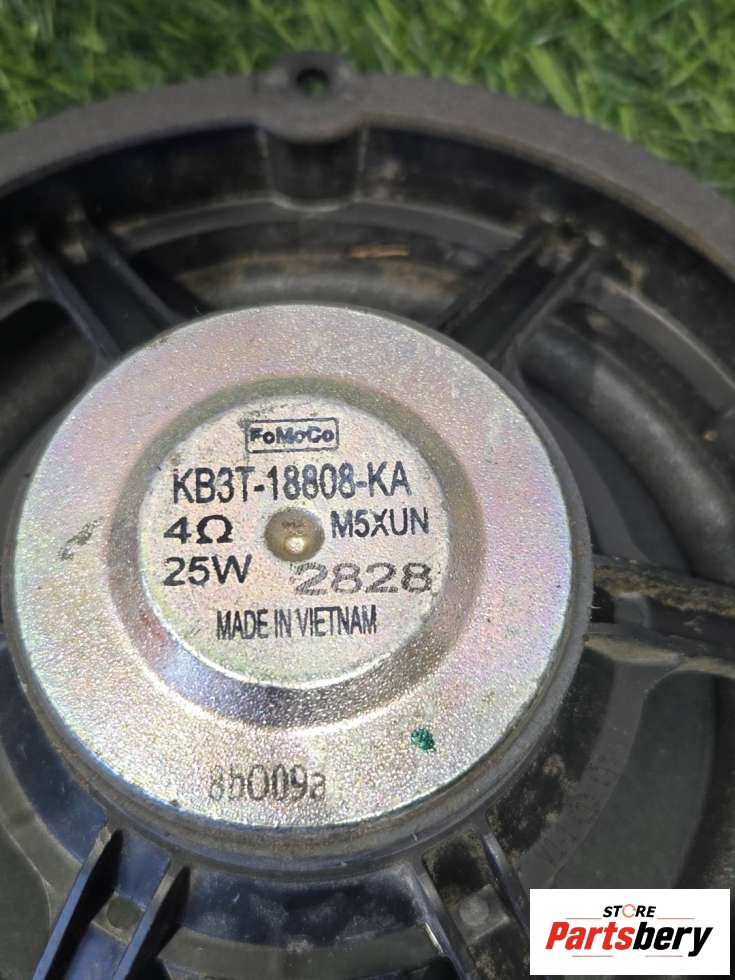 FoMoCo
KB3T-18808-KA
4Ω M5XUN
25W 2828
MADE IN VIETNAM
8b009a
STORE
Partsbery